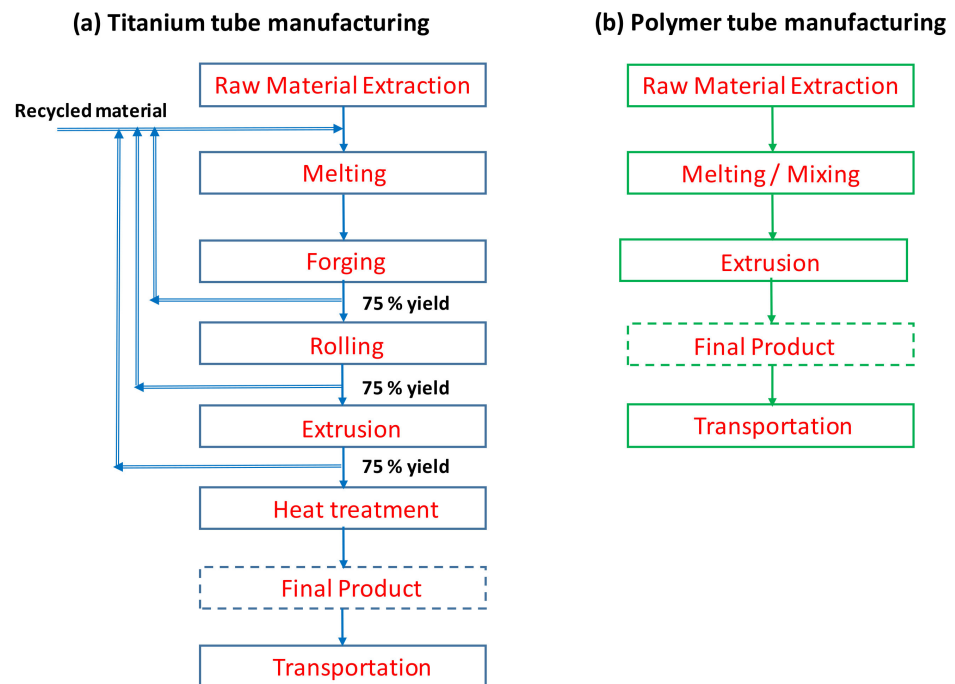 (a) Titanium tube manufacturing
Raw Material Extraction
Recycled material
Melting
Forging
75 % yield
Rolling
75 % yield
Extrusion
75 % yield
Heat treatment
Final Product
Transportation
(b) Polymer tube manufacturing
Raw Material Extraction
Melting / Mixing
Extrusion
Final Product
Transportation